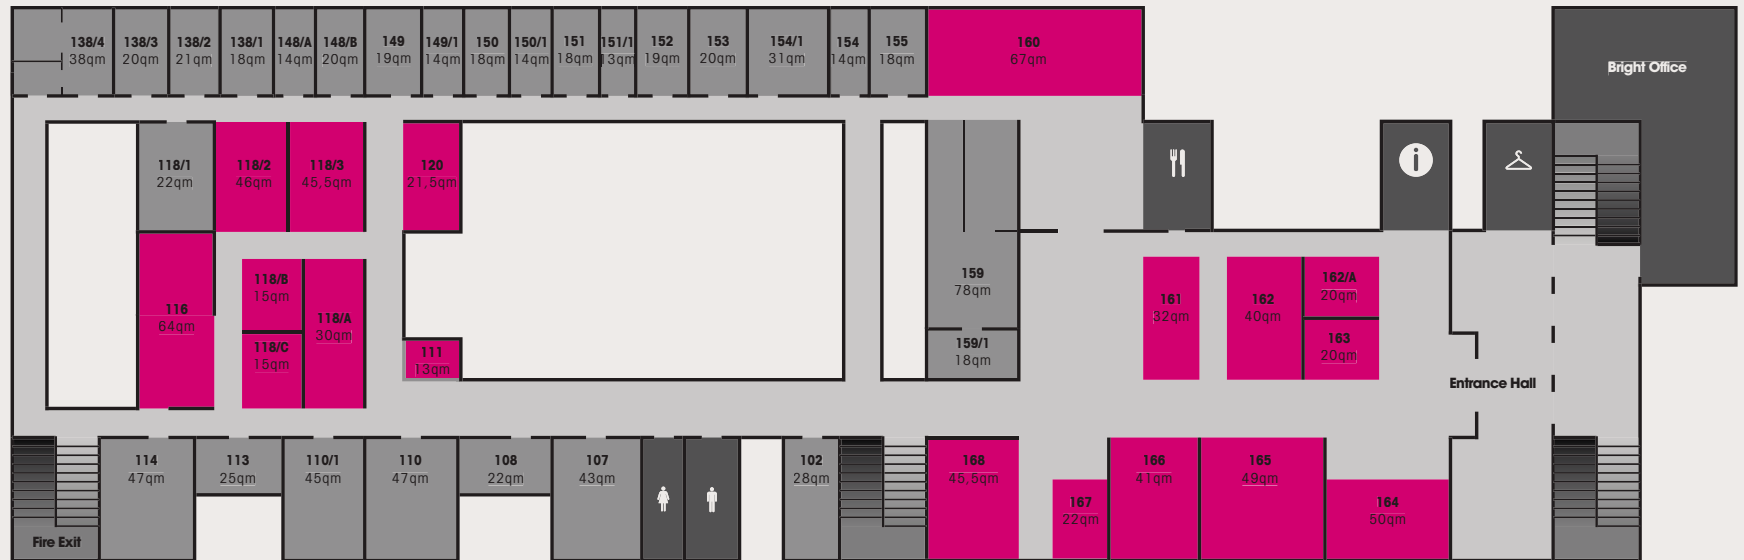 138/4
38qm
138/3
20qm
138/2
21qm
138/1
18qm
148/A
14qm
148/B
20qm
149
19qm
149/1
14qm
150
18qm
150/1
14qm
151
18qm
151/1
13qm
152
19qm
153
20qm
154/1
31qm
154
14qm
155
18qm
160
67qm
Bright Office
118/1
22qm
118/2
46qm
118/3
45,5qm
120
21,5qm
i
116
64qm
118/B
15qm
118/C
15qm
118/A
30qm
111
13qm
159
78qm
159/1
18qm
161
32qm
162
40qm
162/A
20qm
163
20qm
Entrance Hall
114
47qm
113
25qm
110/1
45qm
110
47qm
108
22qm
107
43qm
102
28qm
168
45,5qm
167
22qm
166
41qm
165
49qm
164
50qm
Fire Exit